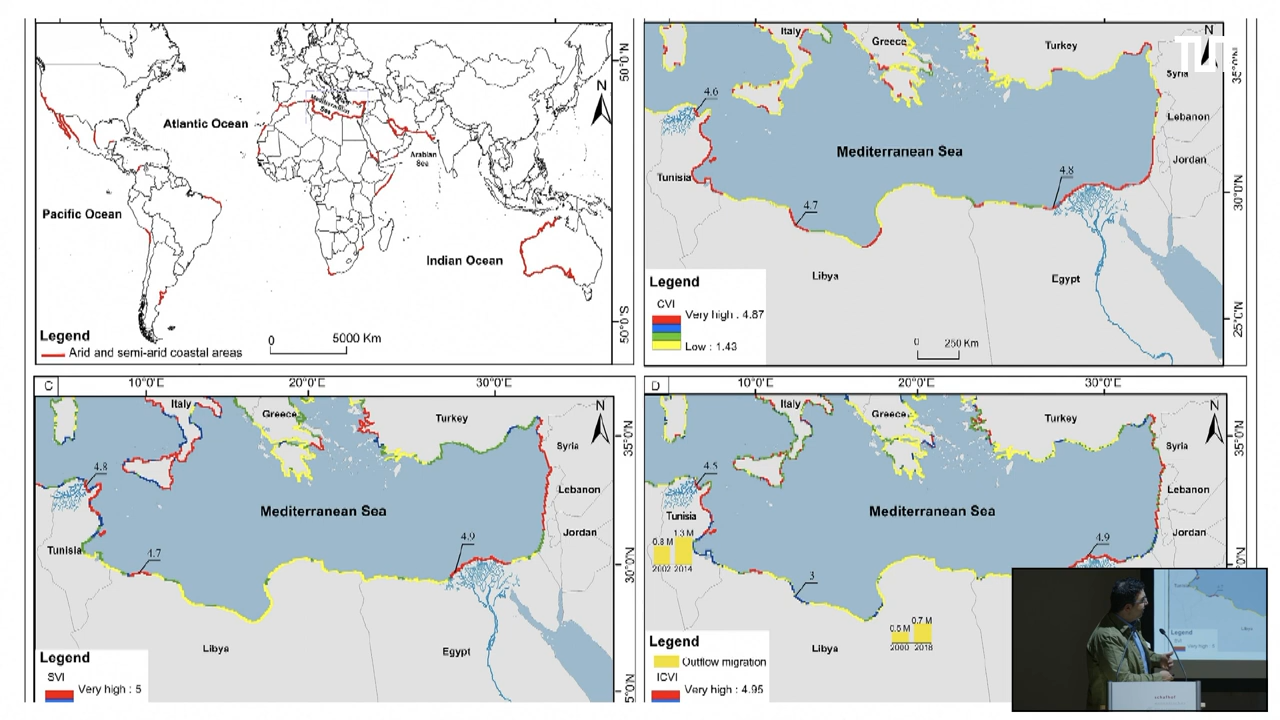 50°0'N
N
Mediterranean
Sea
Atlantic Ocean
Arabian
Sea
Pacific Ocean
Indian Ocean
Legend
Arid and semi-arid coastal areas
0 5000 Km
50°0'S
Italy
Greece
Turkey
N
35°0'N
Syria
4.6
Lebanon
Mediterranean Sea
Jordan
Tunisia
4.8
30°0'N
4.7
Libya
Egypt
Legend
CVI
Very high : 4.87
Low : 1.43
0 250 Km
25°0'N
C
10°0'E 20°0'E 30°0'E
Italy
Greece
Turkey
N
35°0'N
Syria
4.8
Lebanon
Mediterranean Sea
Jordan
Tunisia
4.7
4.9
30°0'N
Libya
Egypt
Legend
SVI
Very high : 5
5°0'N
D
10°0'E 20°0'E 30°0'E
Italy
Greece
Turkey
N
35°0'N
Syria
4.5
Lebanon
Mediterranean Sea
Tunisia
Jordan
0.8 M 1.3 M
2002 2014
4.9
3
0.5 M 0.7 M
2000 2018
Libya
Legend
Outflow migration
ICVI
Very high : 4.95
Legend
Libya